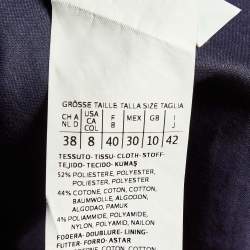 GRÖSSE TAILLE TALLA SIZE TAGLIA
CH A USA F MEX GB I
NL D CA COL B J
38 8 40 30 10 42
TESSUTO-TISSU-CLOTH-STOFF-
TEJIDO-TECIDO-KUMAŞ
52% POLIESTERE, POLYESTER,
POLIESTER, POLYESTER
44% COTONE, COTON, COTTON,
BAUMWOLLE, ALGODON,
ALGODAO, PAMUK
4% POLIAMMIDE, POLYAMIDE,
NYLON, POLYAMID, NAILON
FODERA-DOUBLURE-LINING-
FUTTER-FORRO-ASTAR